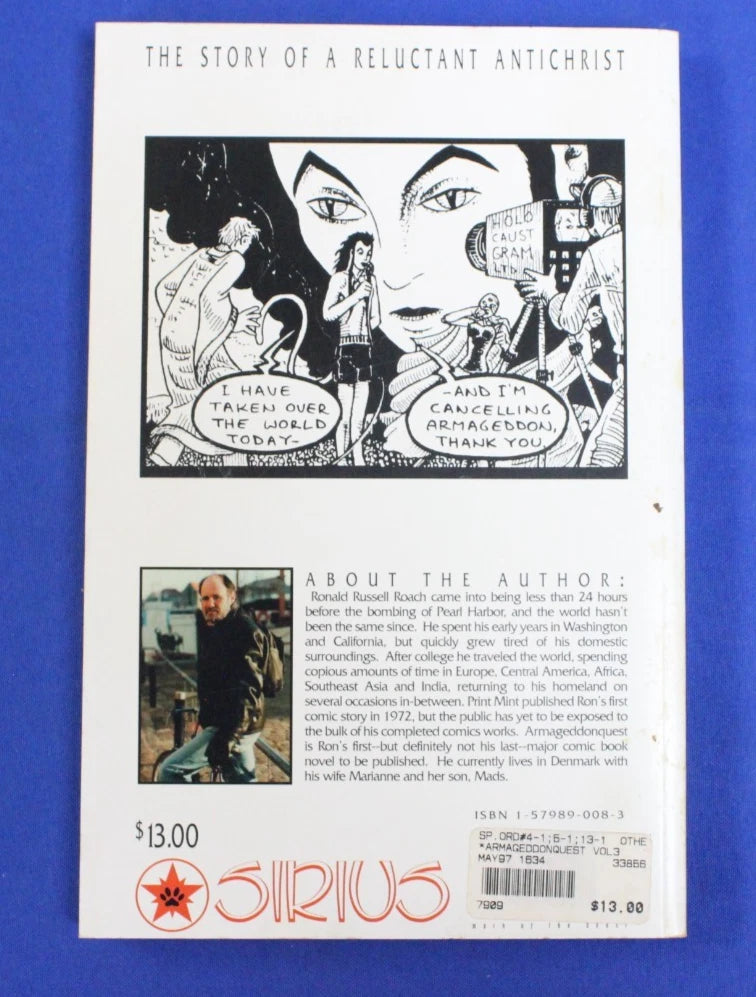 THE STORY OF A RELUCTANT ANTICHRIST
HOLO
CAUST
GRAM
LTD.
I HAVE
TAKEN OVER
THE WORLD
TODAY-
-AND I'M
CANCELLING
ARMAGEDDON,
THANK YOU.
ABOUT THE AUTHOR:
Ronald Russell Roach came into being less than 24 hours
before the bombing of Pearl Harbor, and the world hasn't
been the same since. He spent his early years in Washington
and California, but quickly grew tired of his domestic
surroundings. After college he traveled the world, spending
copious amounts of time in Europe, Central America, Africa,
Southeast Asia and India, returning to his homeland on
several occasions in-between. Print Mint published Ron's first
comic story in 1972, but the public has yet to be exposed to
the bulk of his completed comics works. Armageddonquest
is Ron's first--but definitely not his last--major comic book
novel to be published. He currently lives in Denmark with
his wife Marianne and her son, Mads.
ISBN 1-57989-008-3
$13.00
SP.ORD#4-1;5-1;13-1 OTHE
*ARMAGEDDONQUEST VOL3
MAY97 1634 33856
7909 $13.00
SIRIUS